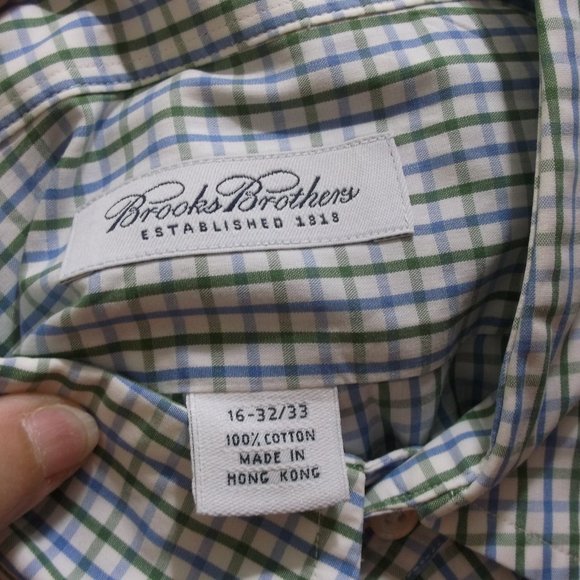 Brooks Brothers
ESTABLISHED 1818
16-32/33
100% COTTON
MADE IN
HONG KONG